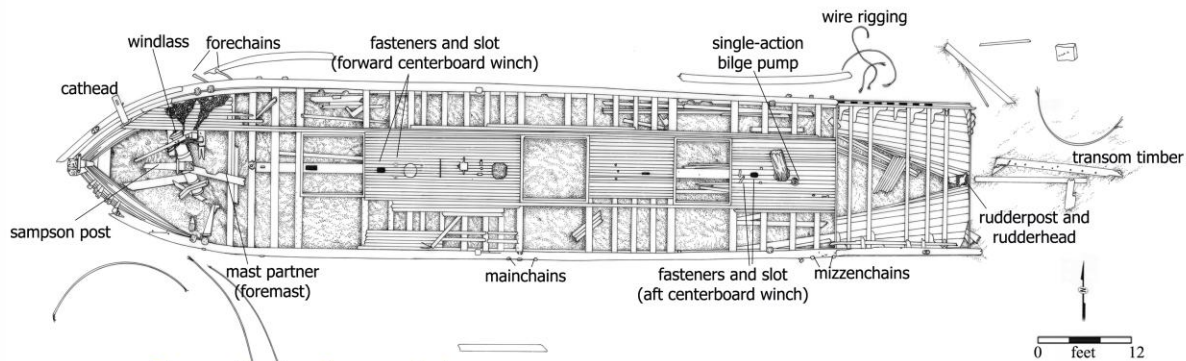 wire rigging
windlass
forechains
fasteners and slot
(forward centerboard winch)
single-action
bilge pump
cathead
transom timber
sampson post
rudderpost and
rudderhead
mast partner
(foremast)
mainchains
fasteners and slot
(aft centerboard winch)
mizzenchains
N
0 feet 12